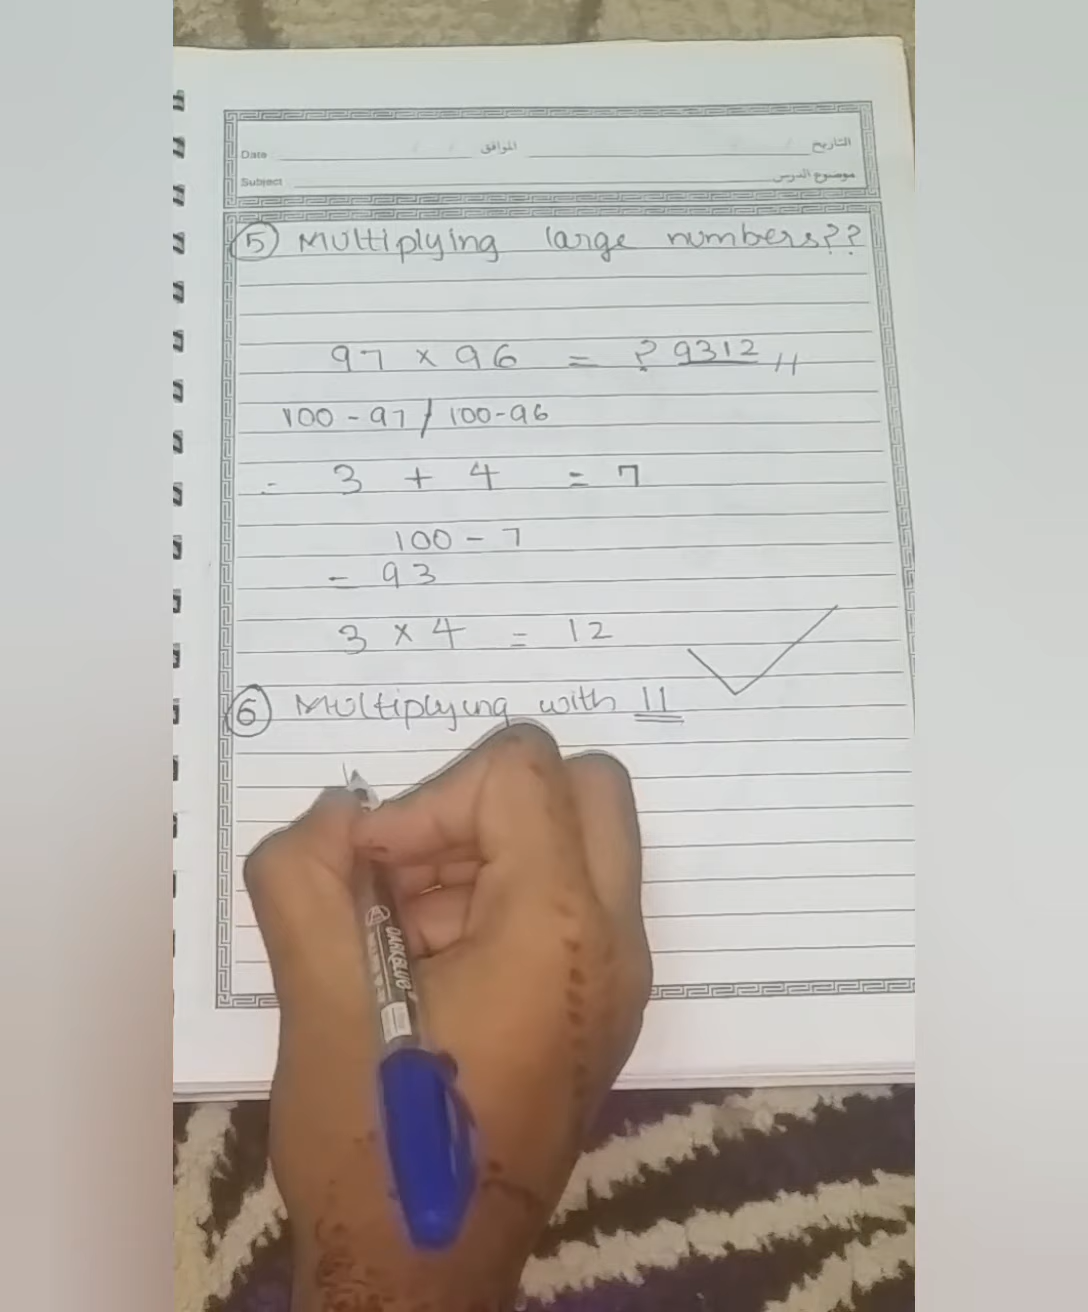 Date الموافق التاريخ
Subject موضوع الدرس
5 Multiplying large numbers??
97 × 96 = ? 9312 //
100 - 97 / 100 - 96
= 3 + 4 = 7
100 - 7
= 93
3 × 4 = 12
6 Multiplying with 11
DARKBLUE